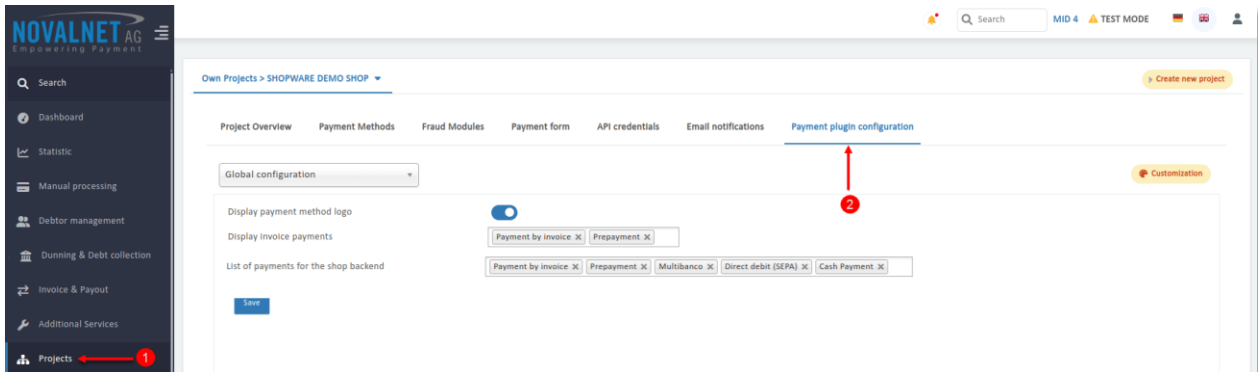 NOVALNET AG
Empowering Payment
Search
MID 4 TEST MODE
Search
Dashboard
Statistic
Manual processing
Debtor management
Dunning & Debt collection
Invoice & Payout
Additional Services
Projects
1
Own Projects > SHOPWARE DEMO SHOP
Create new project
Project Overview Payment Methods Fraud Modules Payment form API credentials Email notifications Payment plugin configuration
2
Global configuration
Customization
Display payment method logo
Display invoice payments
Payment by invoice X Prepayment X
List of payments for the shop backend
Payment by invoice X Prepayment X Multibanco X Direct debit (SEPA) X Cash Payment X
Save